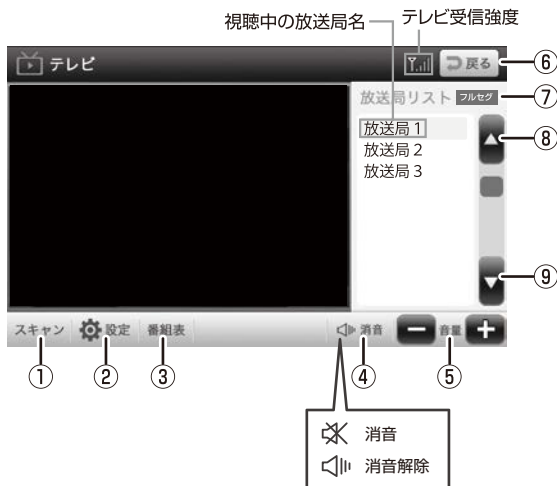 視聴中の放送局名
テレビ受信強度
テレビ
戻る
⑥
放送局リスト フルセグ
⑦
放送局 1
放送局 2
放送局 3
⑧
⑨
スキャン
設定
番組表
消音
音量
①
②
③
④
⑤
消音
消音解除